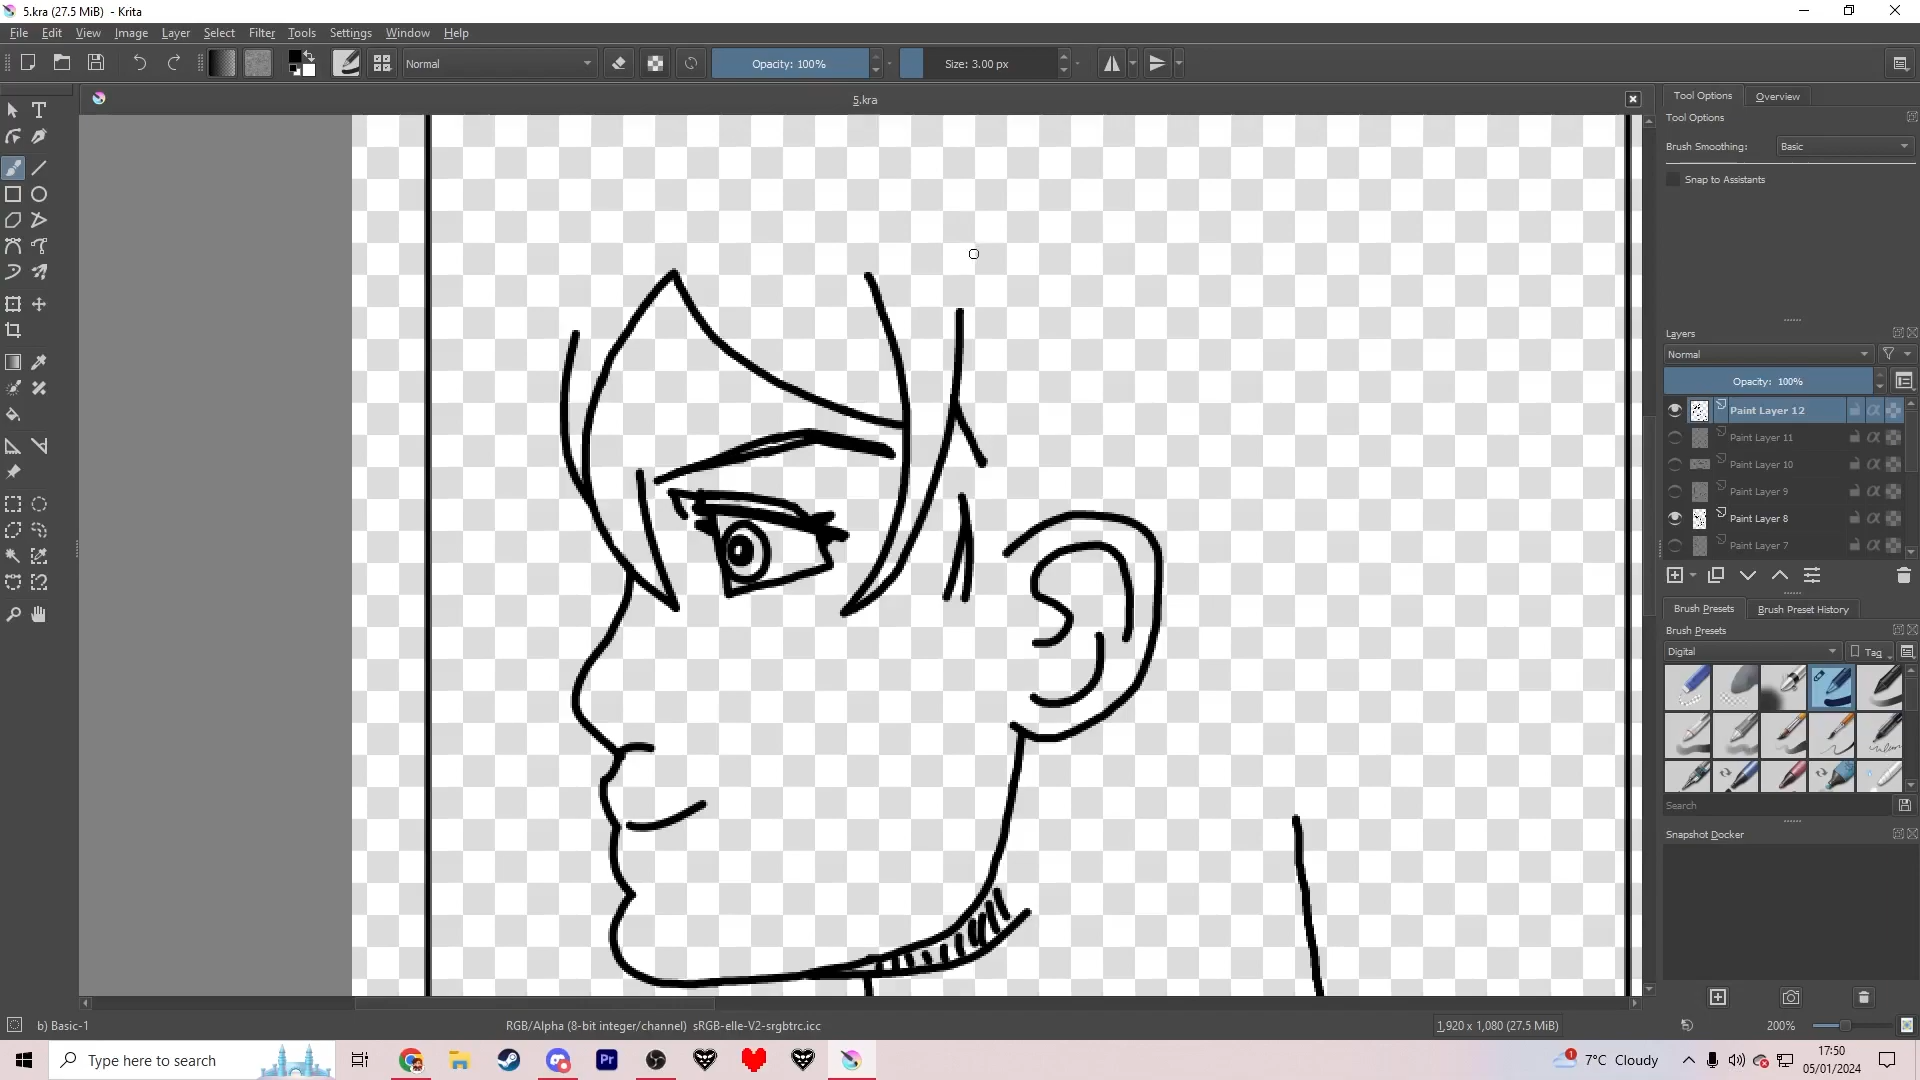 5.kra (27.5 MiB) - Krita
File Edit View Image Layer Select Filter Tools Settings Window Help
Normal
Opacity: 100%
Size: 3.00 px
5.kra
Tool Options
Overview
Tool Options
Brush Smoothing:
Basic
Snap to Assistants
Layers
Normal
Opacity: 100%
Paint Layer 12
Paint Layer 11
Paint Layer 10
Paint Layer 9
Paint Layer 8
Paint Layer 7
Brush Presets
Brush Preset History
Brush Presets
Digital
Tag
Search
Snapshot Docker
b) Basic-1
RGB/Alpha (8-bit integer/channel) sRGB-elle-V2-srgbtrc.icc
1,920 x 1,080 (27.5 MiB)
200%
Type here to search
Pr
1
7°C Cloudy
17:50
05/01/2024